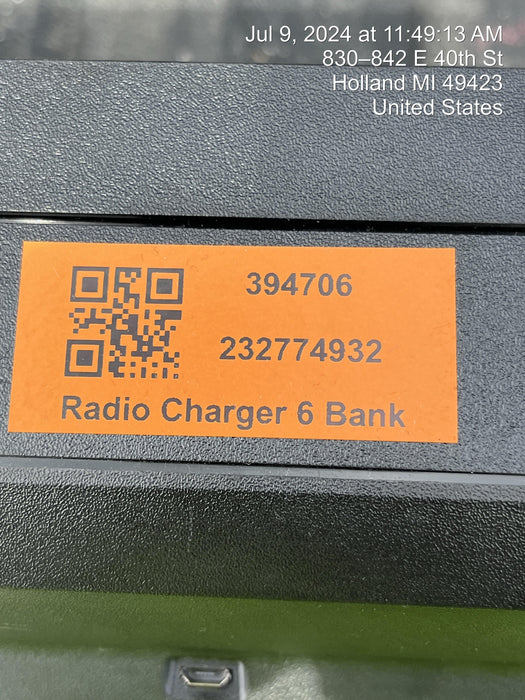 Jul 9, 2024 at 11:49:13 AM
830–842 E 40th St
Holland MI 49423
United States
394706
232774932
Radio Charger 6 Bank